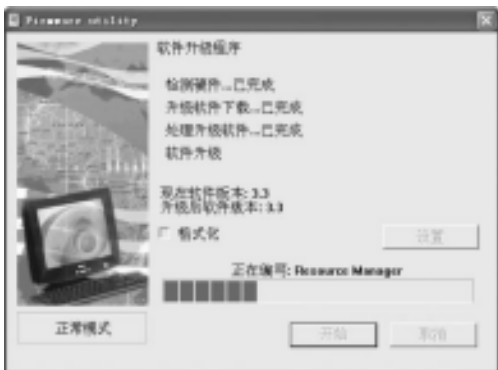 Firmware utility
软件升级程序
检测硬件...已完成
升级软件下载...已完成
处理升级软件...已完成
软件升级
现在软件版本: 3.3
升级后软件版本: 3.3
格式化
设置
正在编写: Resource Manager
正常模式
开始
取消